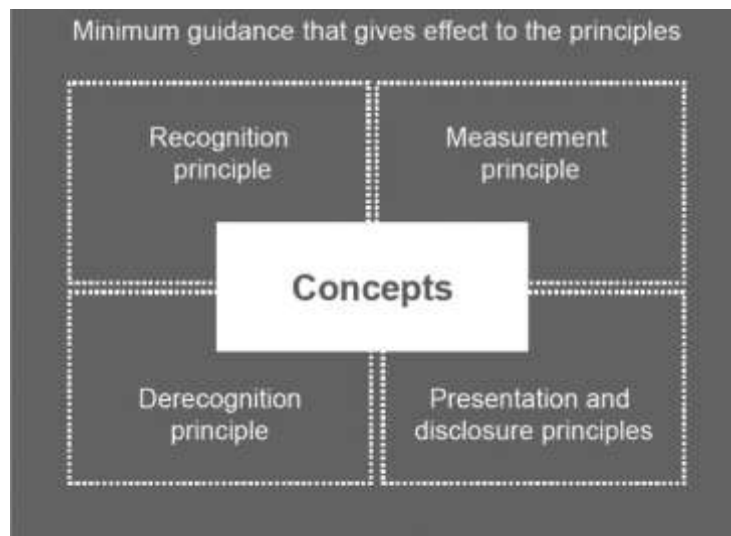 Minimum guidance that gives effect to the principles
Recognition
principle
Measurement
principle
Concepts
Derecognition
principle
Presentation and
disclosure principles